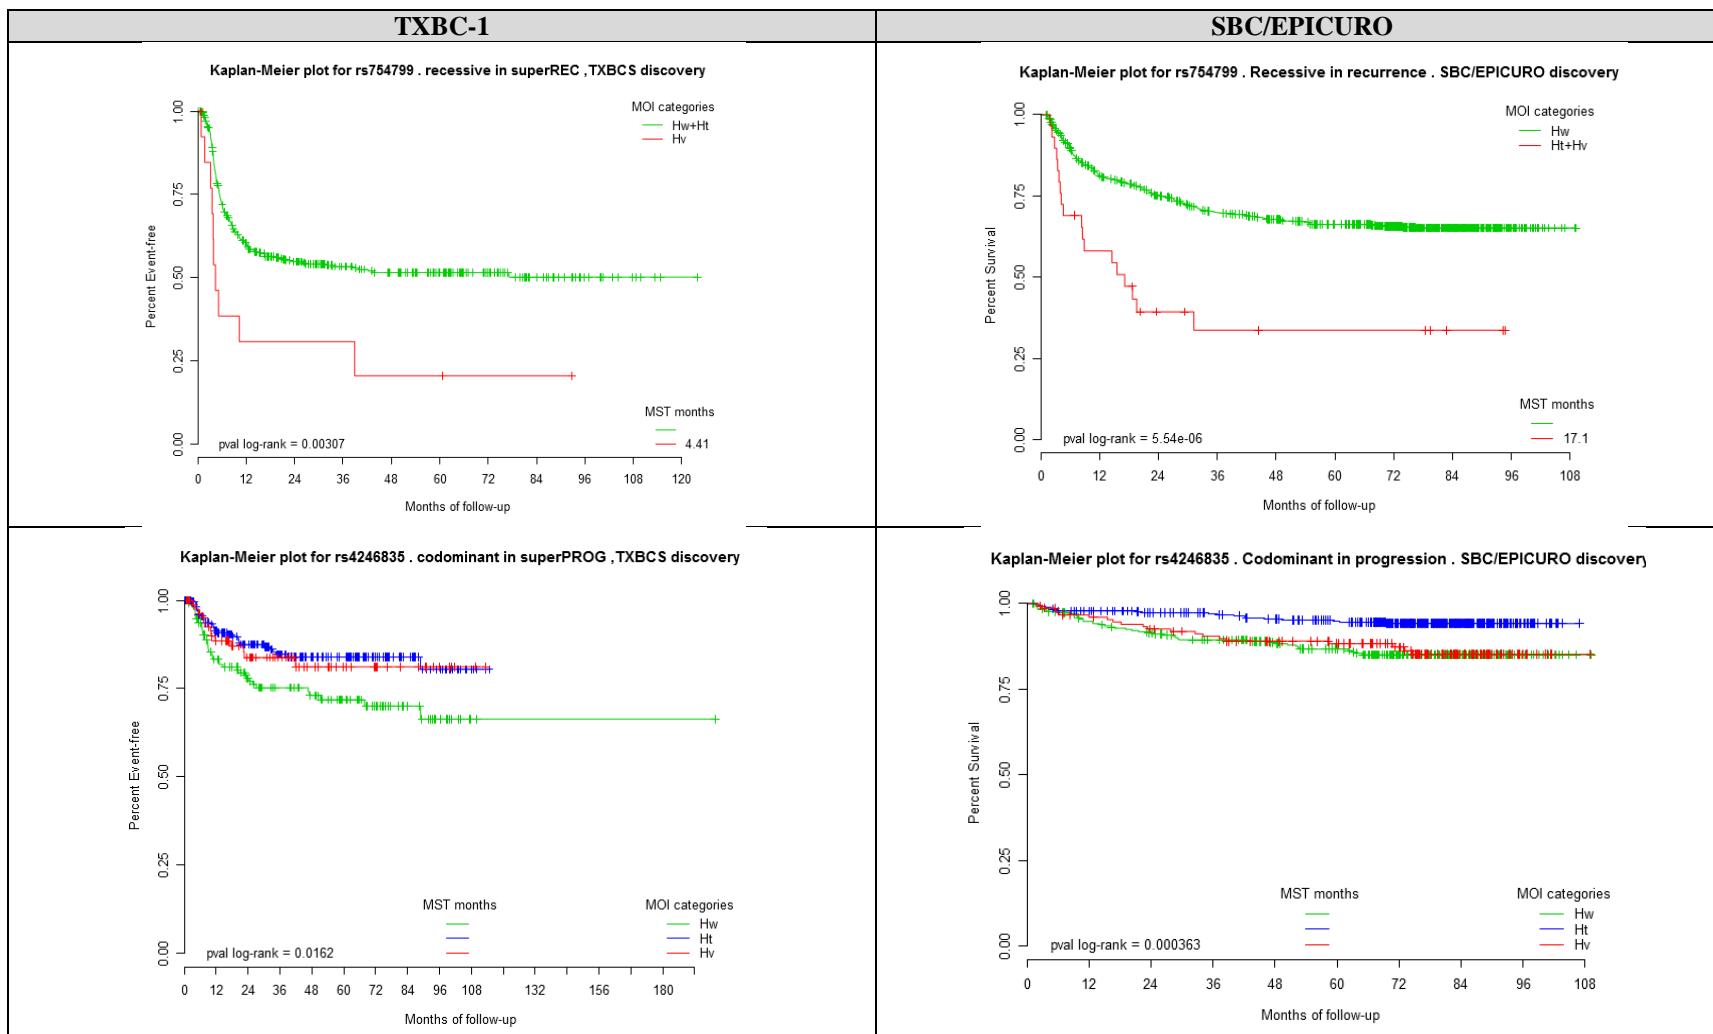 TXBC-1
SBC/EPICURO
Kaplan-Meier plot for rs754799 . recessive in superREC ,TXBCS discovery
MOI categories
Hw+Ht
Hv
Percent Event-free
1.00
0.75
0.50
0.25
0.00
MST months
4.41
pval log-rank = 0.00307
0 12 24 36 48 60 72 84 96 108 120
Months of follow-up
Kaplan-Meier plot for rs754799 . Recessive in recurrence . SBC/EPICURO discovery
MOI categories
Hw
Ht+Hv
Percent Survival
1.00
0.75
0.50
0.25
0.00
MST months
17.1
pval log-rank = 5.54e-06
0 12 24 36 48 60 72 84 96 108
Months of follow-up
Kaplan-Meier plot for rs4246835 . codominant in superPROG ,TXBCS discovery
Percent Event-free
1.00
0.75
0.50
0.25
0.00
MST months
MOI categories
Hw
Ht
Hv
pval log-rank = 0.0162
0 12 24 36 48 60 72 84 96 108 132 156 180
Months of follow-up
Kaplan-Meier plot for rs4246835 . Codominant in progression . SBC/EPICURO discovery
Percent Survival
1.00
0.75
0.50
0.25
0.00
MST months
MOI categories
Hw
Ht
Hv
pval log-rank = 0.000363
0 12 24 36 48 60 72 84 96 108
Months of follow-up